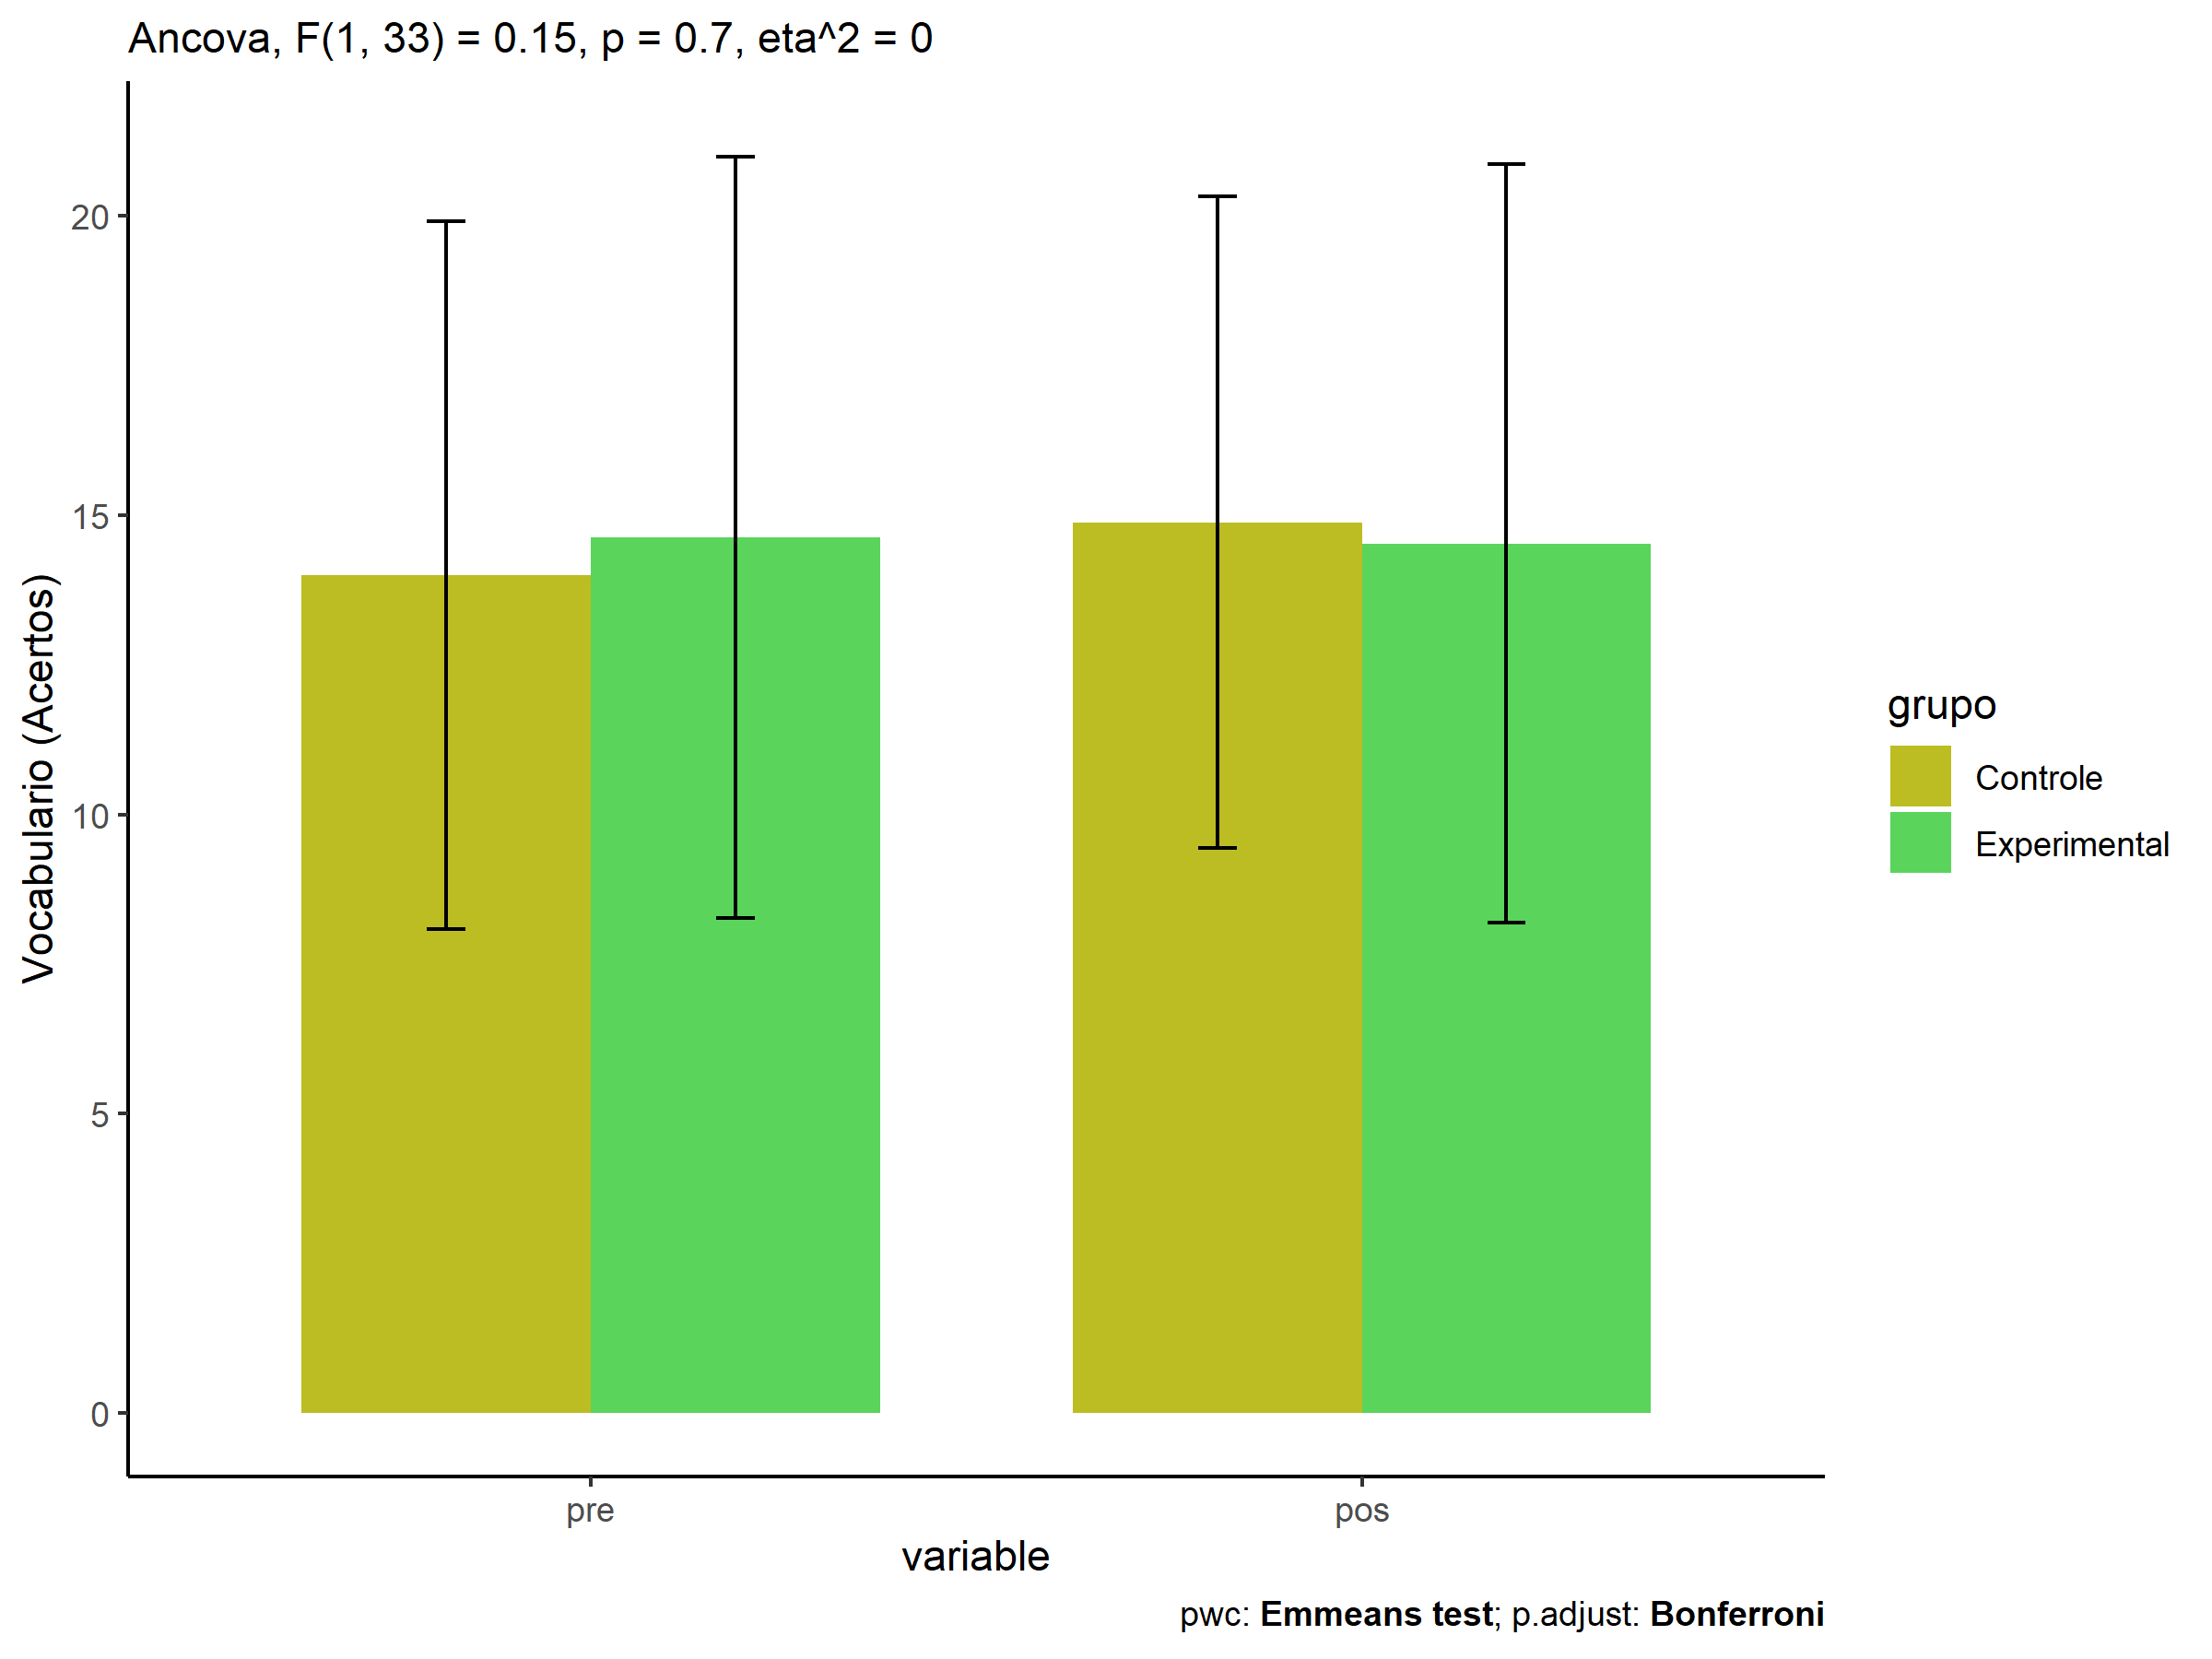 Ancova, F(1, 33) = 0.15, p = 0.7, eta^2 = 0
Vocabulario (Acertos)
20
15
10
5
0
pre
pos
variable
grupo
Controle
Experimental
pwc: Emmeans test; p.adjust: Bonferroni